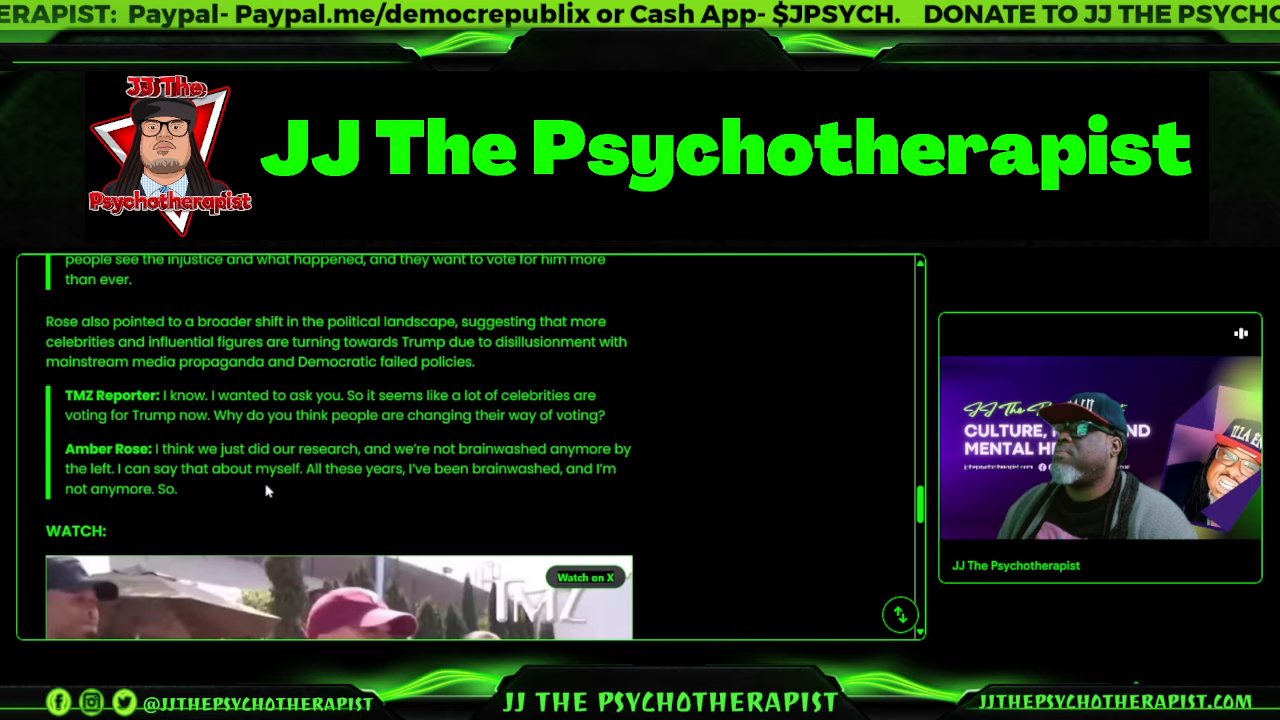 ERAPIST: Paypal- Paypal.me/democrepublix or Cash App- $JPSYCH. DONATE TO JJ THE PSYCHO
JJ The
Psychotherapist
JJ The Psychotherapist
people see the injustice and what happened, and they want to vote for him more
than ever.
Rose also pointed to a broader shift in the political landscape, suggesting that more
celebrities and influential figures are turning towards Trump due to disillusionment with
mainstream media propaganda and Democratic failed policies.
TMZ Reporter: I know. I wanted to ask you. So it seems like a lot of celebrities are
voting for Trump now. Why do you think people are changing their way of voting?
Amber Rose: I think we just did our research, and we're not brainwashed anymore by
the left. I can say that about myself. All these years, I've been brainwashed, and I'm
not anymore. So.
WATCH:
Watch on X
TMZ
JJ The
CULTURE, ND
MENTAL H
JJ The Psychotherapist
@JJTHEPSYCHOTHERAPIST
JJ THE PSYCHOTHERAPIST
JJTHEPSYCHOTHERAPIST.COM